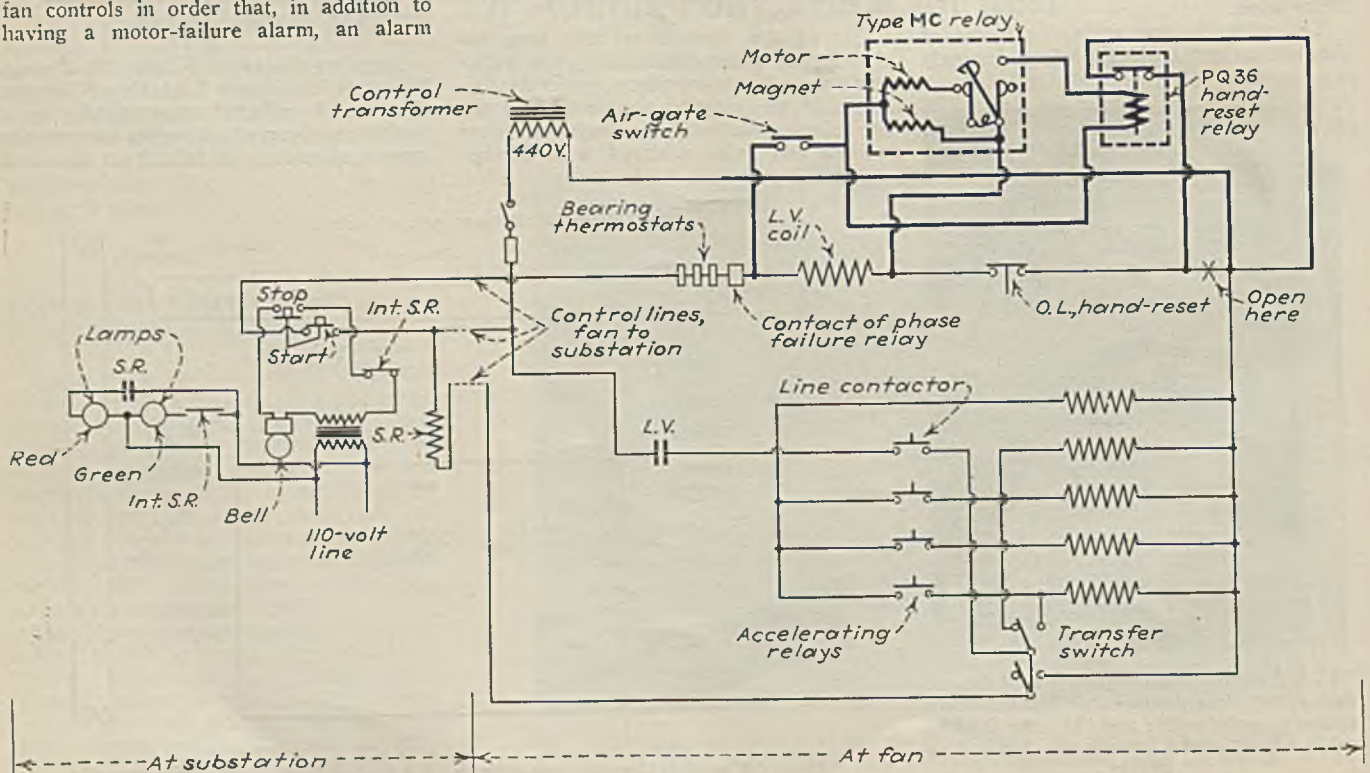 fan controls in order that, in addition to
having a motor-failure alarm, an alarm
Type MC relay
Motor
Magnet
Control
transformer
Air-gate
switch
PQ36
hand-
reset
relay
440V.
Bearing
thermostats
L.V.
coil
Stop
Int. S.R.
Control lines,
fan to
substation
Contact of phase
failure relay
O.L., hand-reset
Open
here
Lamps
S.R.
Start
Line contactor
S.R.
L.V.
Red
Green
Int. S.R.
Bell
110-volt
line
Accelerating
relays
Transfer
switch
At substation
At fan